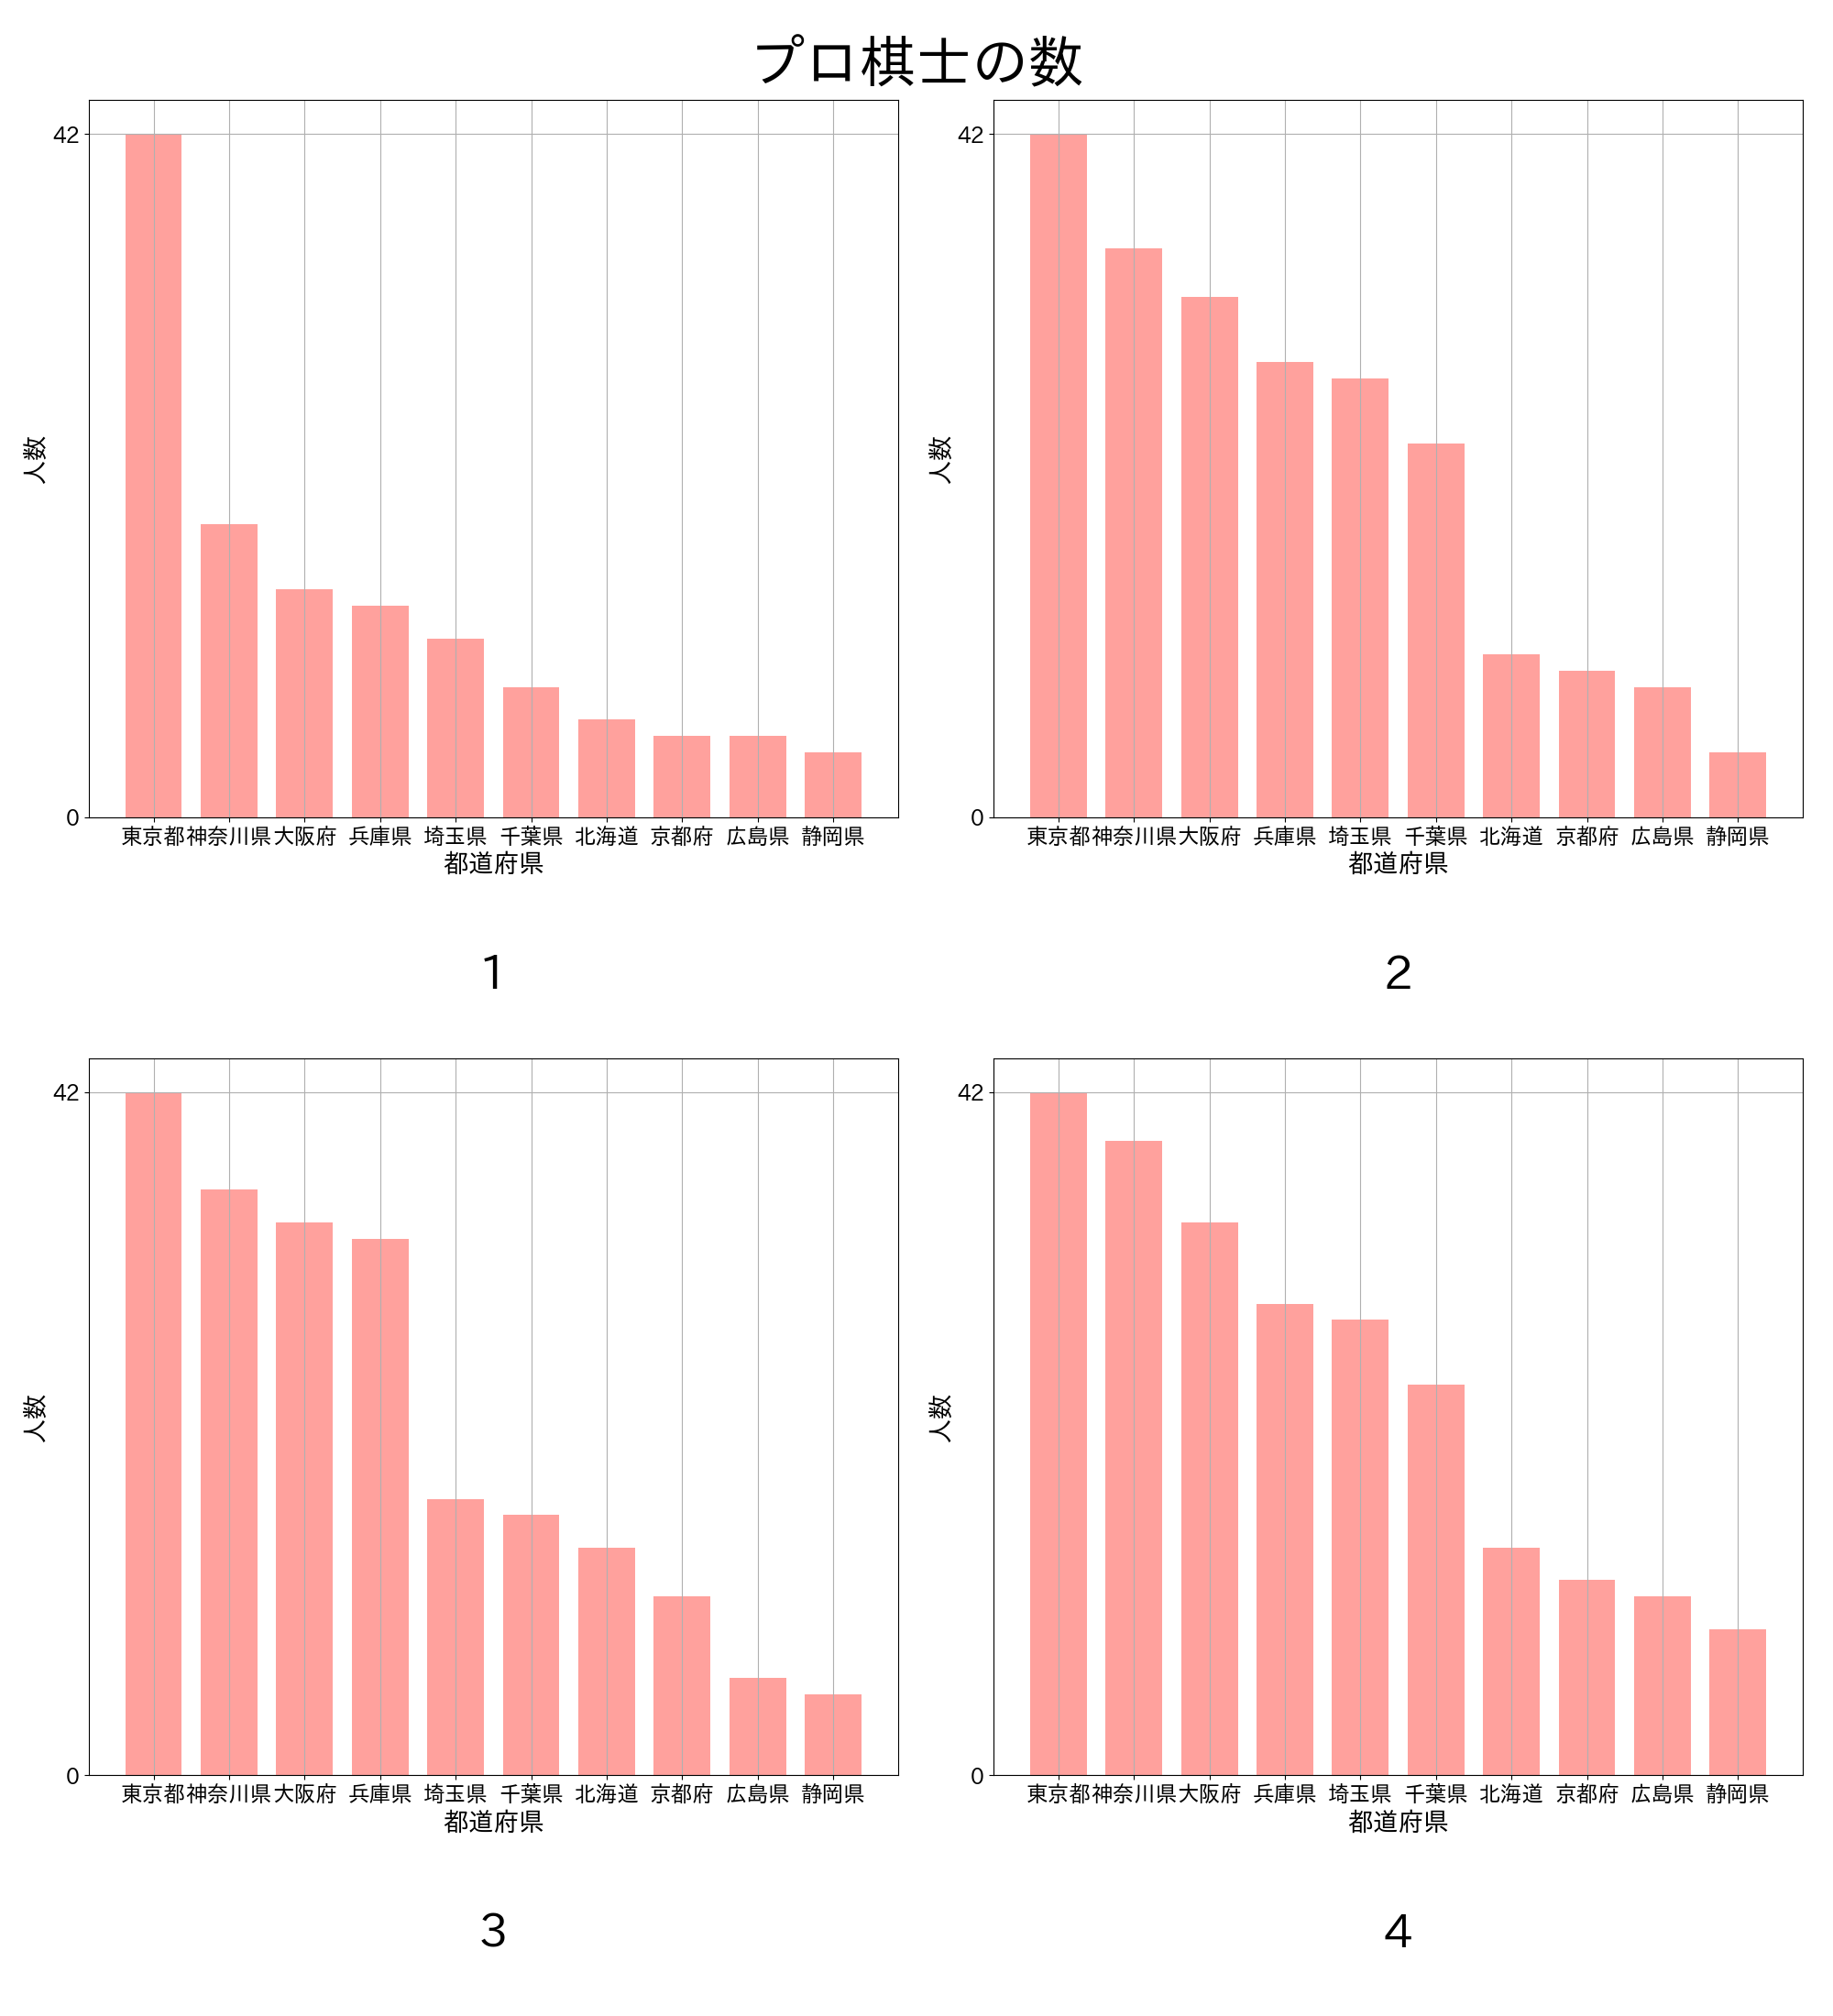 プロ棋士の数
42
0
人数
東京都 神奈川県 大阪府 兵庫県 埼玉県 千葉県 北海道 京都府 広島県 静岡県
都道府県
1
42
0
人数
東京都 神奈川県 大阪府 兵庫県 埼玉県 千葉県 北海道 京都府 広島県 静岡県
都道府県
2
42
0
人数
東京都 神奈川県 大阪府 兵庫県 埼玉県 千葉県 北海道 京都府 広島県 静岡県
都道府県
3
42
0
人数
東京都 神奈川県 大阪府 兵庫県 埼玉県 千葉県 北海道 京都府 広島県 静岡県
都道府県
4